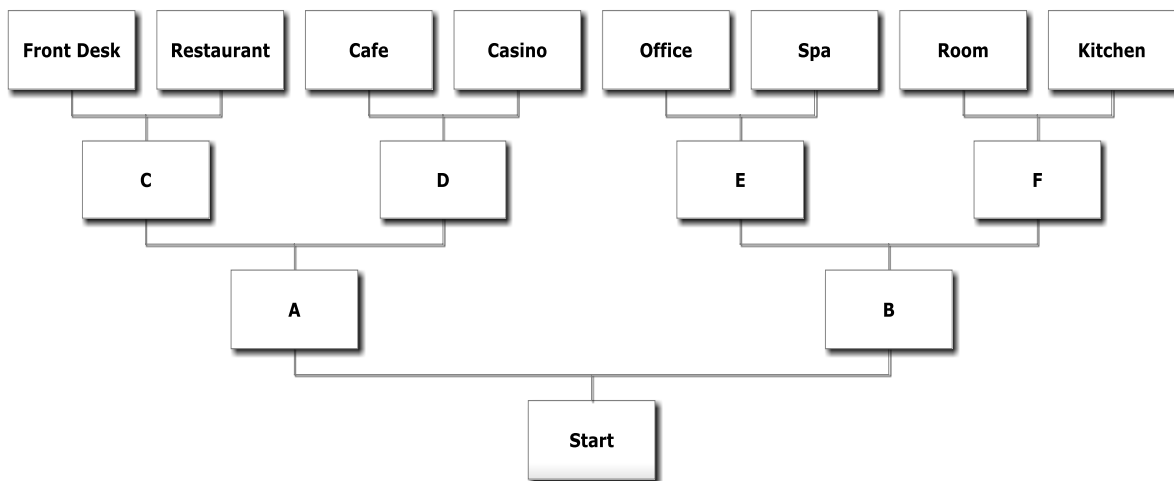 Front Desk
Restaurant
Cafe
Casino
Office
Spa
Room
Kitchen
C
D
E
F
A
B
Start